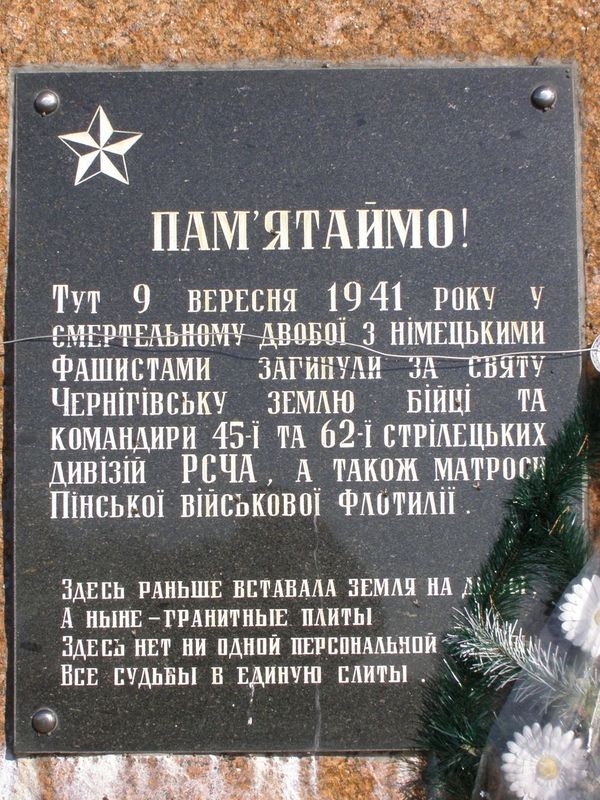 ПАМ'ЯТАЙМО!
Тут 9 вересня 1941 року у
смертельному двобої з німецькими
фашистами загинули за святу
Чернігівську землю бійці та
командири 45-ї та 62-ї стрілецьких
дивізій РСЧА, а також матроси
Пінської військової флотилії.
Здесь раньше вставала земля на
А ныне – гранитные плиты
Здесь нет ни одной персональной
Все судьбы в единую слиты.